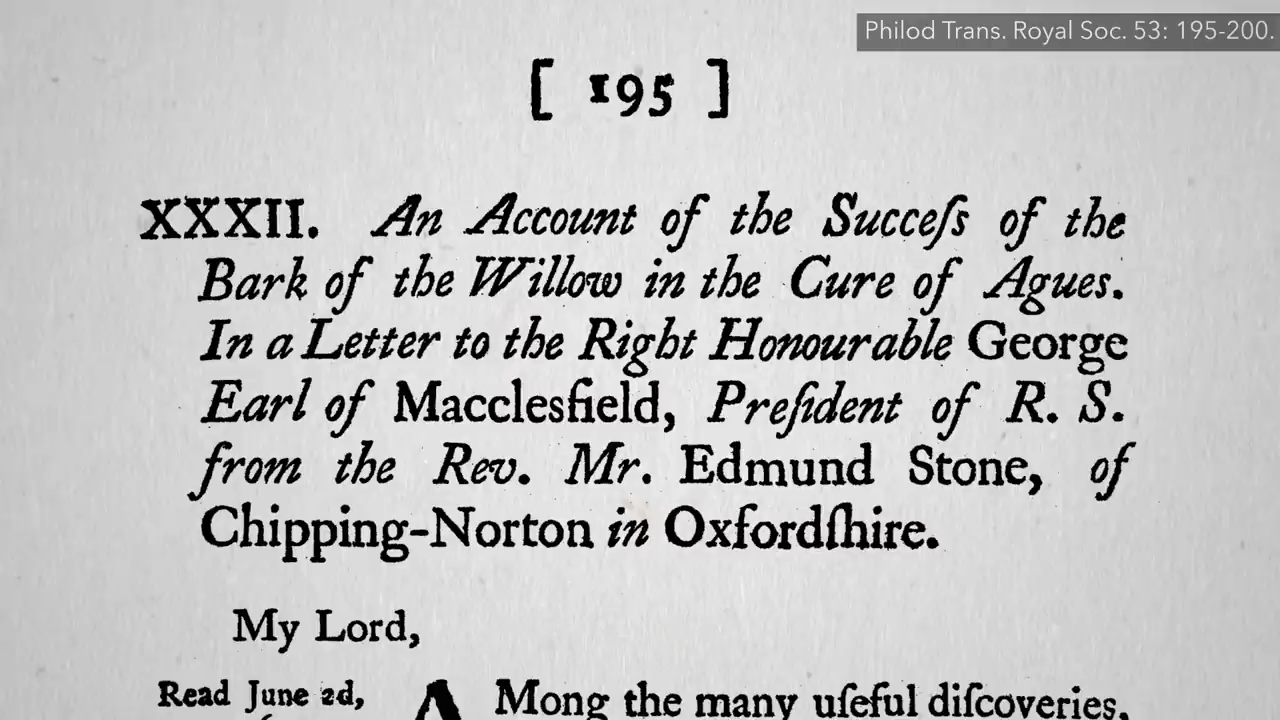 Philod Trans. Royal Soc. 53: 195-200.
[ 195 ]
XXXII. An Account of the Succeſs of the
Bark of the Willow in the Cure of Agues.
In a Letter to the Right Honourable George
Earl of Macclesfield, Preſident of R. S.
from the Rev. Mr. Edmund Stone, of
Chipping-Norton in Oxfordſhire.
My Lord,
Read June 2d,
AMong the many uſeful diſcoveries,